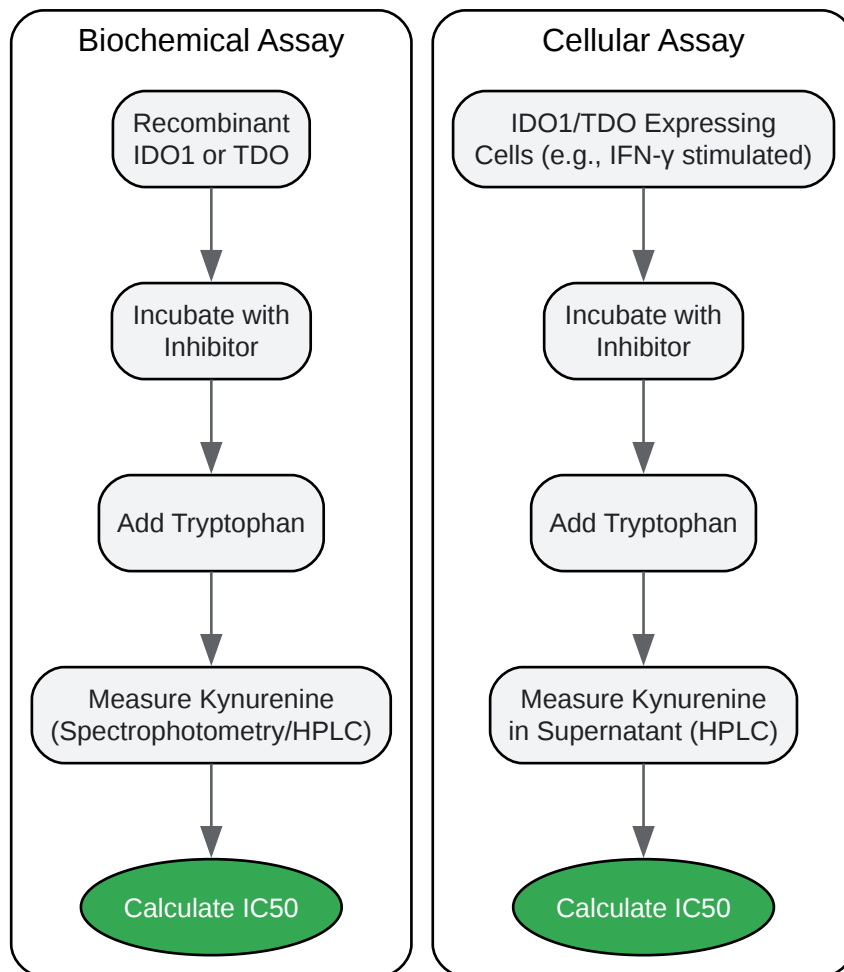 Biochemical Assay
Recombinant
IDO1 or TDO
Incubate with
Inhibitor
Add Tryptophan
Measure Kynurenine
(Spectrophotometry/HPLC)
Calculate IC50
Cellular Assay
IDO1/TDO Expressing
Cells (e.g., IFN-γ stimulated)
Incubate with
Inhibitor
Add Tryptophan
Measure Kynurenine
in Supernatant (HPLC)
Calculate IC50